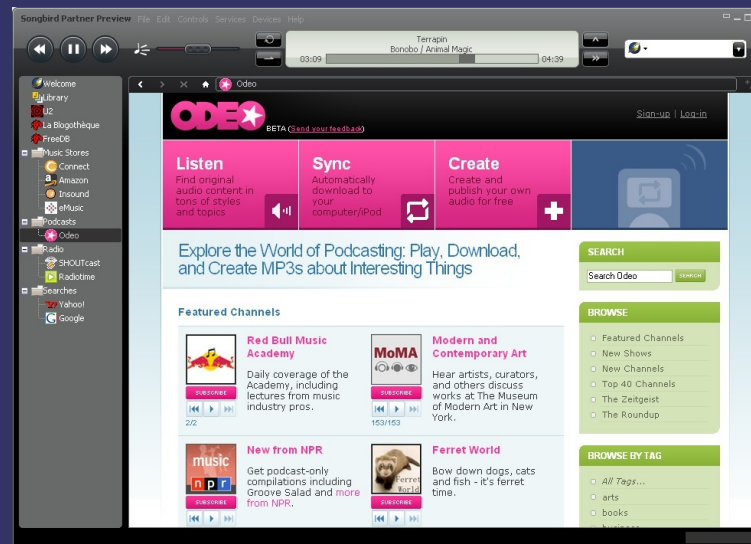 Songbird Partner Preview File Edit Controls Services Devices Help
Terrapin
Bonobo / Animal Magic
03:09
04:39
Welcome
Library
U2
La Blogothèque
FreeDB
Music Stores
Connect
Amazon
Insound
eMusic
Podcasts
Odeo
Radio
SHOUTcast
Radiotime
Searches
Yahoo!
Google
Odeo
ODEO
BETA (Send your feedback)
Sign-up | Log-in
Listen
Find original
audio content in
tons of styles
and topics
Sync
Automatically
download to
your
computer/iPod
Create
Create and
publish your own
audio for free
Explore the World of Podcasting: Play, Download,
and Create MP3s about Interesting Things
Featured Channels
Red Bull Music
Academy
Daily coverage of the
Academy, including
lectures from music
industry pros.
SUBSCRIBE
2/2
MoMA
Modern and
Contemporary Art
Hear artists, curators,
and others discuss
works at The Museum
of Modern Art in New
York.
SUBSCRIBE
153/153
music
npr
New from NPR
Get podcast-only
compilations including
Groove Salad and more
from NPR.
SUBSCRIBE
Ferret
World
Ferret World
Bow down dogs, cats
and fish - it's ferret
time.
SUBSCRIBE
SEARCH
Search Odeo
SEARCH
BROWSE
Featured Channels
New Shows
New Channels
Top 40 Channels
The Zeitgeist
The Roundup
BROWSE BY TAG
All Tags...
arts
books
business